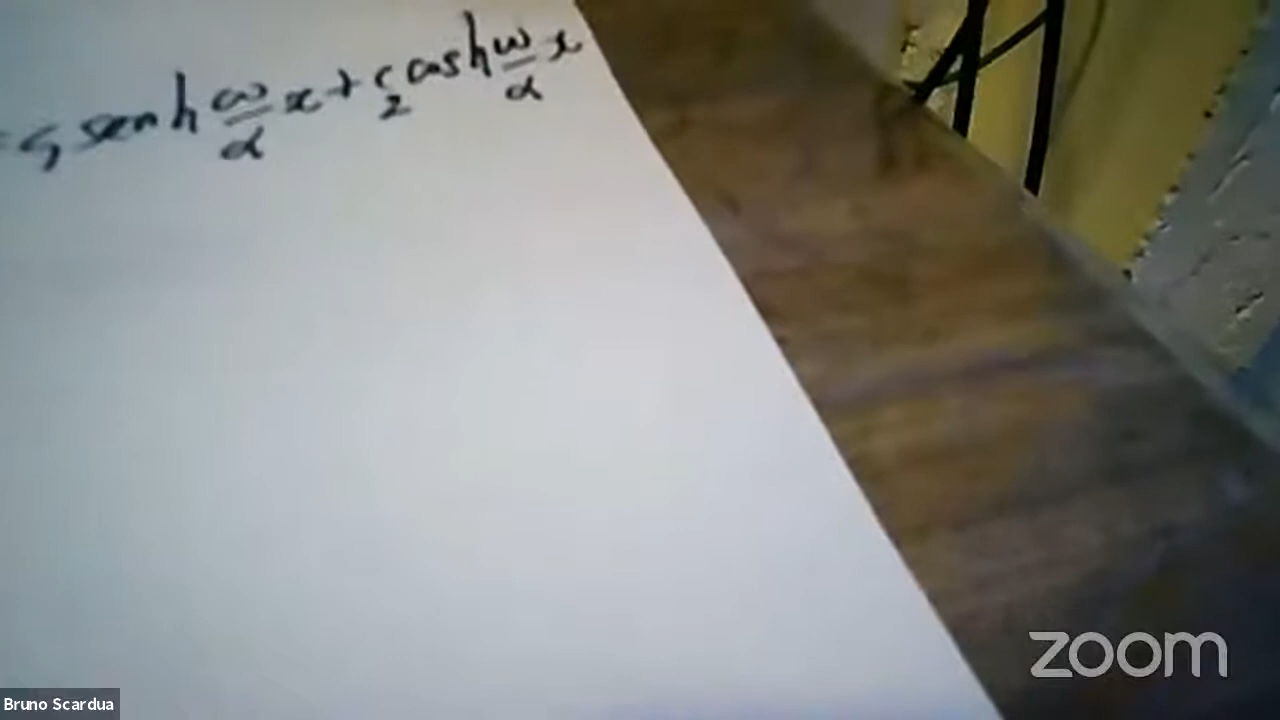 = c₁ senh ω/α x + c₂ cosh ω/α x
zoom
Bruno Scardua